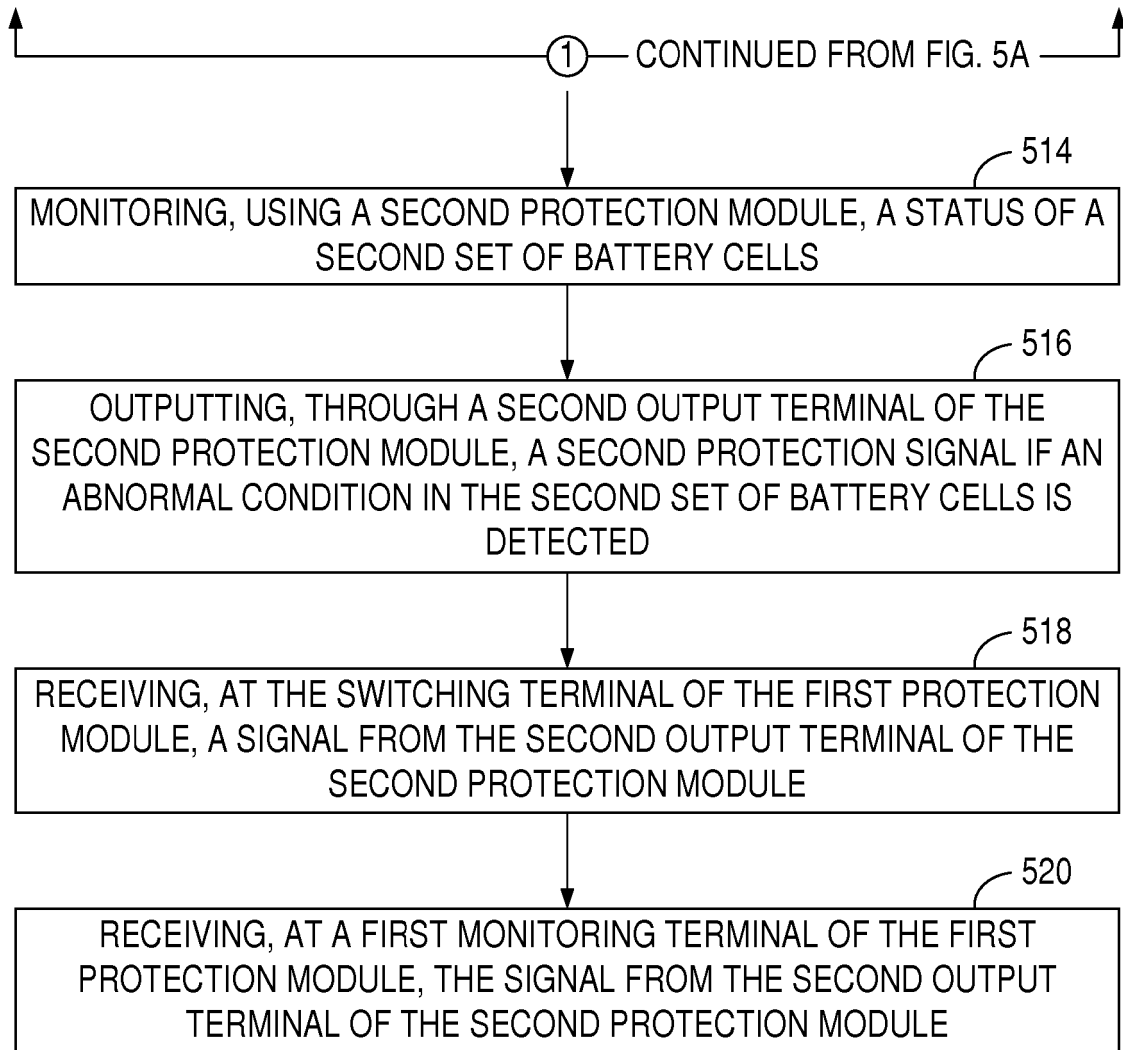 1 CONTINUED FROM FIG. 5A
514
MONITORING, USING A SECOND PROTECTION MODULE, A STATUS OF A
SECOND SET OF BATTERY CELLS
516
OUTPUTTING, THROUGH A SECOND OUTPUT TERMINAL OF THE
SECOND PROTECTION MODULE, A SECOND PROTECTION SIGNAL IF AN
ABNORMAL CONDITION IN THE SECOND SET OF BATTERY CELLS IS
DETECTED
518
RECEIVING, AT THE SWITCHING TERMINAL OF THE FIRST PROTECTION
MODULE, A SIGNAL FROM THE SECOND OUTPUT TERMINAL OF THE
SECOND PROTECTION MODULE
520
RECEIVING, AT A FIRST MONITORING TERMINAL OF THE FIRST
PROTECTION MODULE, THE SIGNAL FROM THE SECOND OUTPUT
TERMINAL OF THE SECOND PROTECTION MODULE